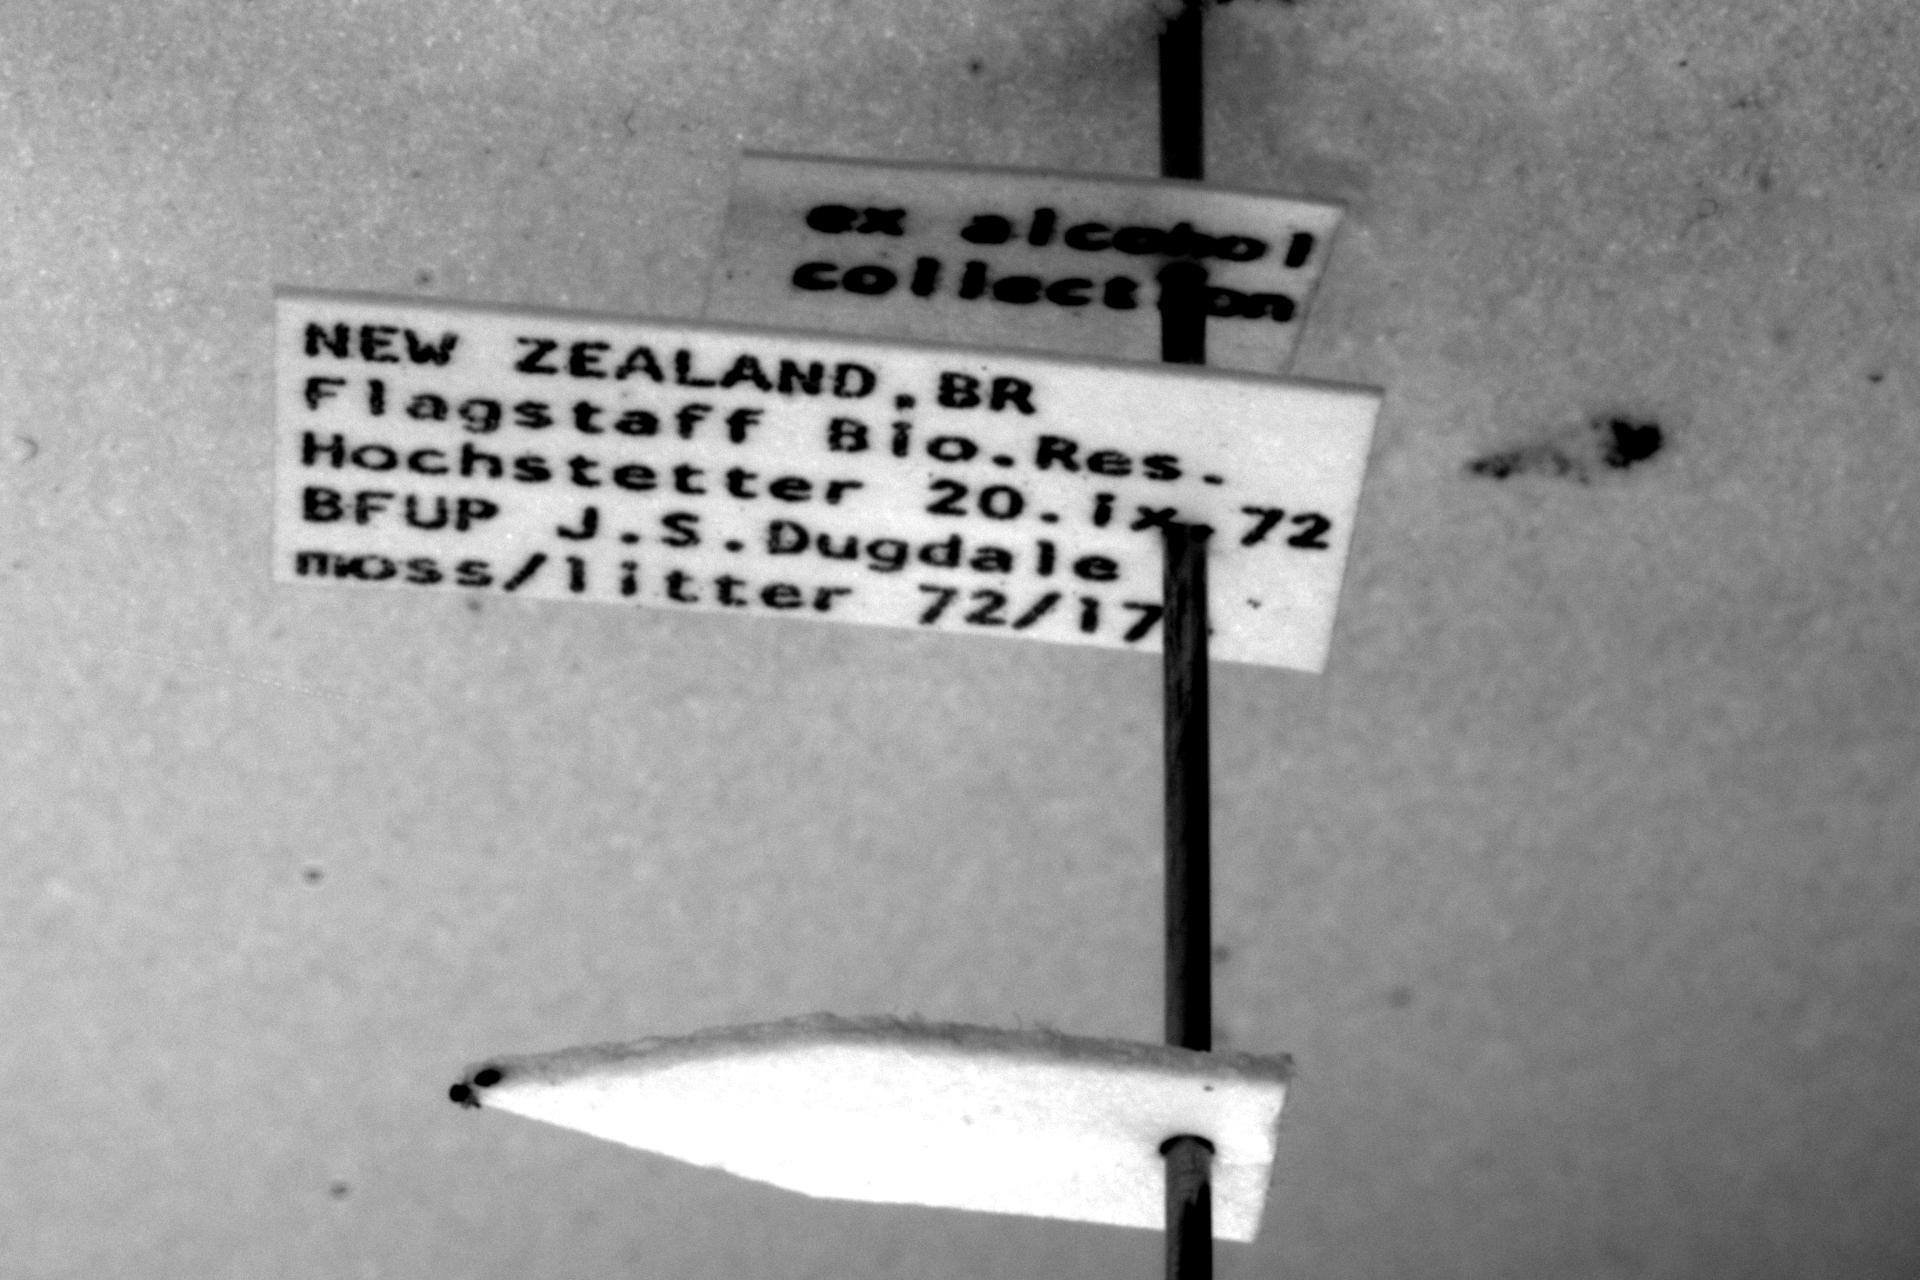 ex alcohol
collection
NEW ZEALAND.BR
Flagstaff Bio.Res.
Hochstetter 20.ix.72
BFUP J.S.Dugdale
moss/litter